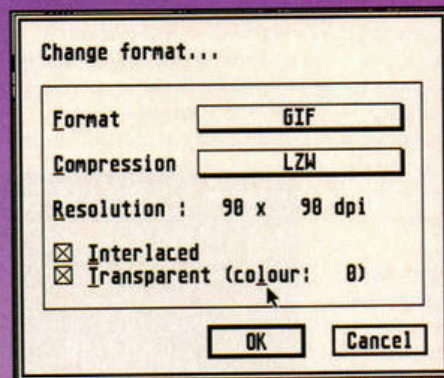 Change format...
Format GIF
Compression LZW
Resolution : 90 x 90 dpi
Interlaced
Transparent (colour: 0)
OK Cancel